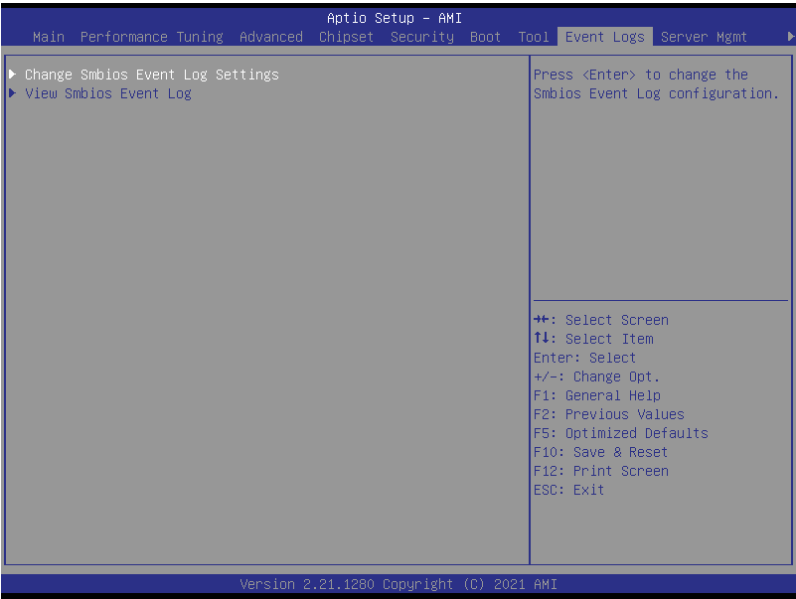 Aptio Setup – AMI
Main Performance Tuning Advanced Chipset Security Boot Tool Event Logs Server Mgmt ▶
▶ Change Smbios Event Log Settings
▶ View Smbios Event Log
Press <Enter> to change the
Smbios Event Log configuration.
→←: Select Screen
↑↓: Select Item
Enter: Select
+/-: Change Opt.
F1: General Help
F2: Previous Values
F5: Optimized Defaults
F10: Save & Reset
F12: Print Screen
ESC: Exit
Version 2.21.1280 Copyright (C) 2021 AMI